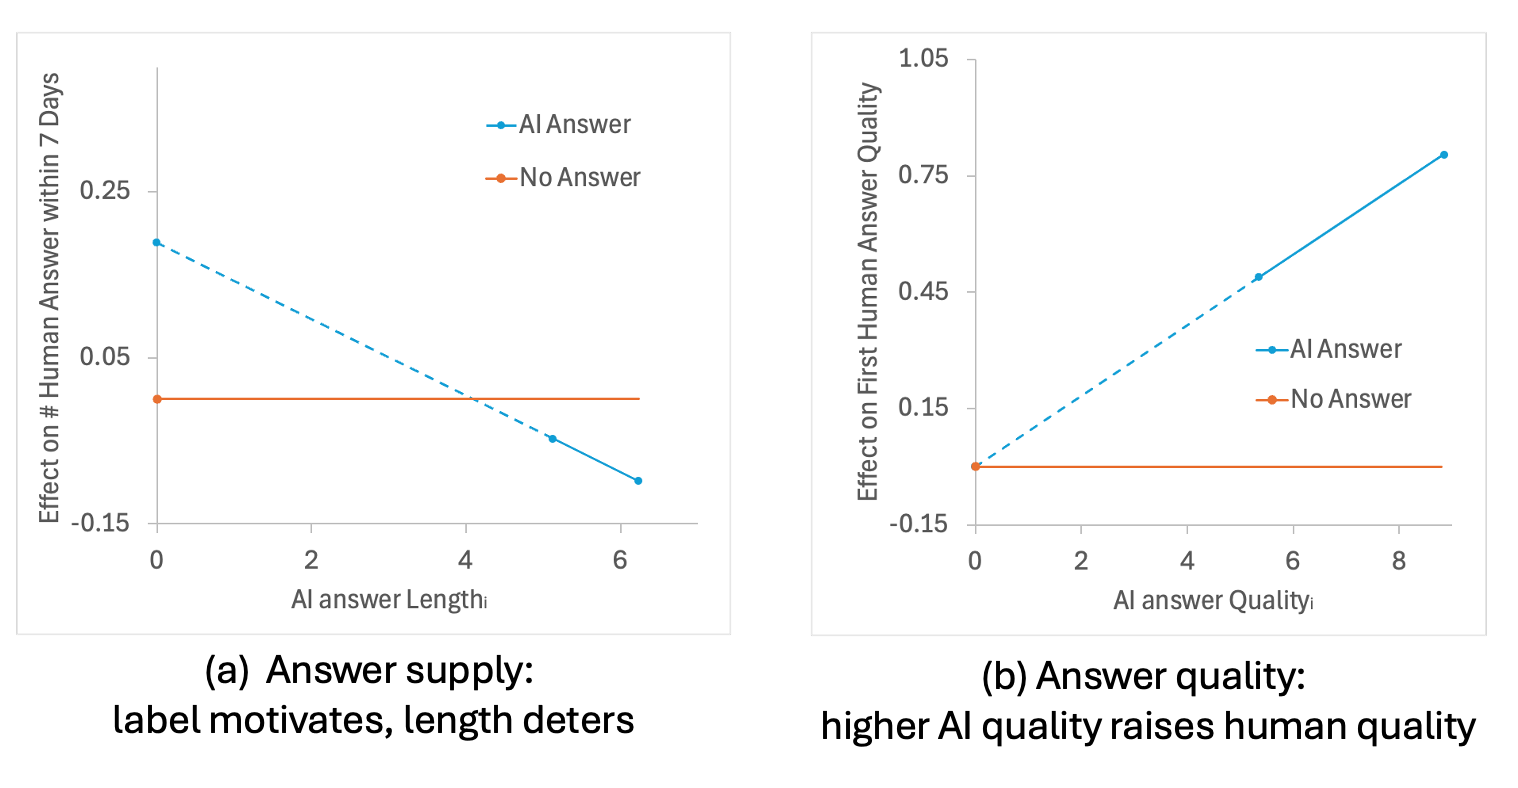 Effect on # Human Answer within 7 Days
0.25
0.05
-0.15
0 2 4 6
AI answer Lengthᵢ
AI Answer
No Answer
(a) Answer supply:
label motivates, length deters
Effect on First Human Answer Quality
1.05
0.75
0.45
0.15
-0.15
0 2 4 6 8
AI answer Qualityᵢ
AI Answer
No Answer
(b) Answer quality:
higher AI quality raises human quality